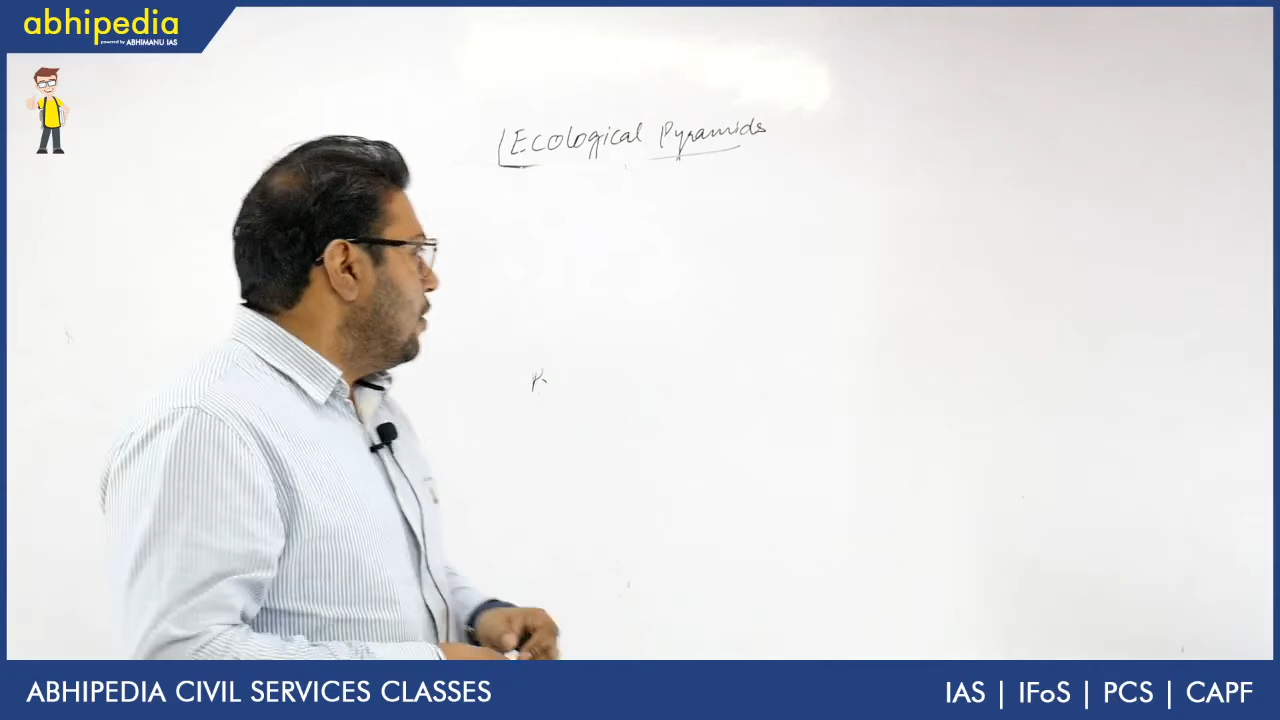 abhipedia
powered by ABHIMANU IAS
Ecological Pyramids
ABHIPEDIA CIVIL SERVICES CLASSES
IAS | IFoS | PCS | CAPF